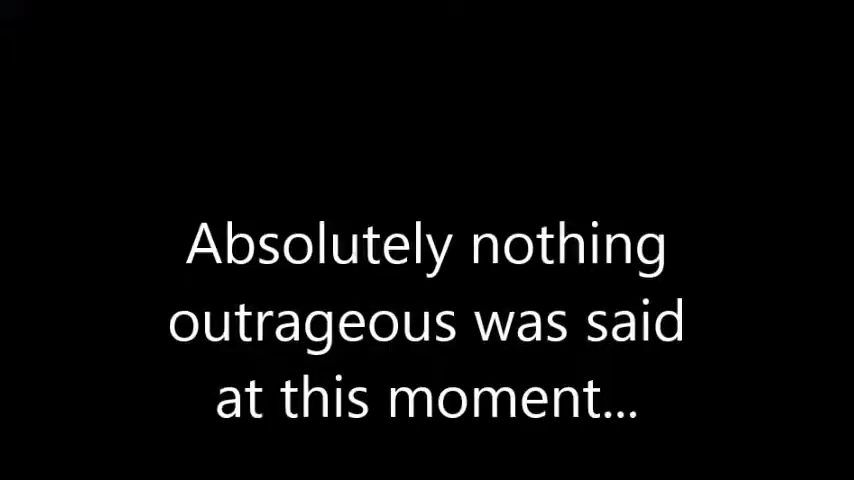 Absolutely nothing
outrageous was said
at this moment...